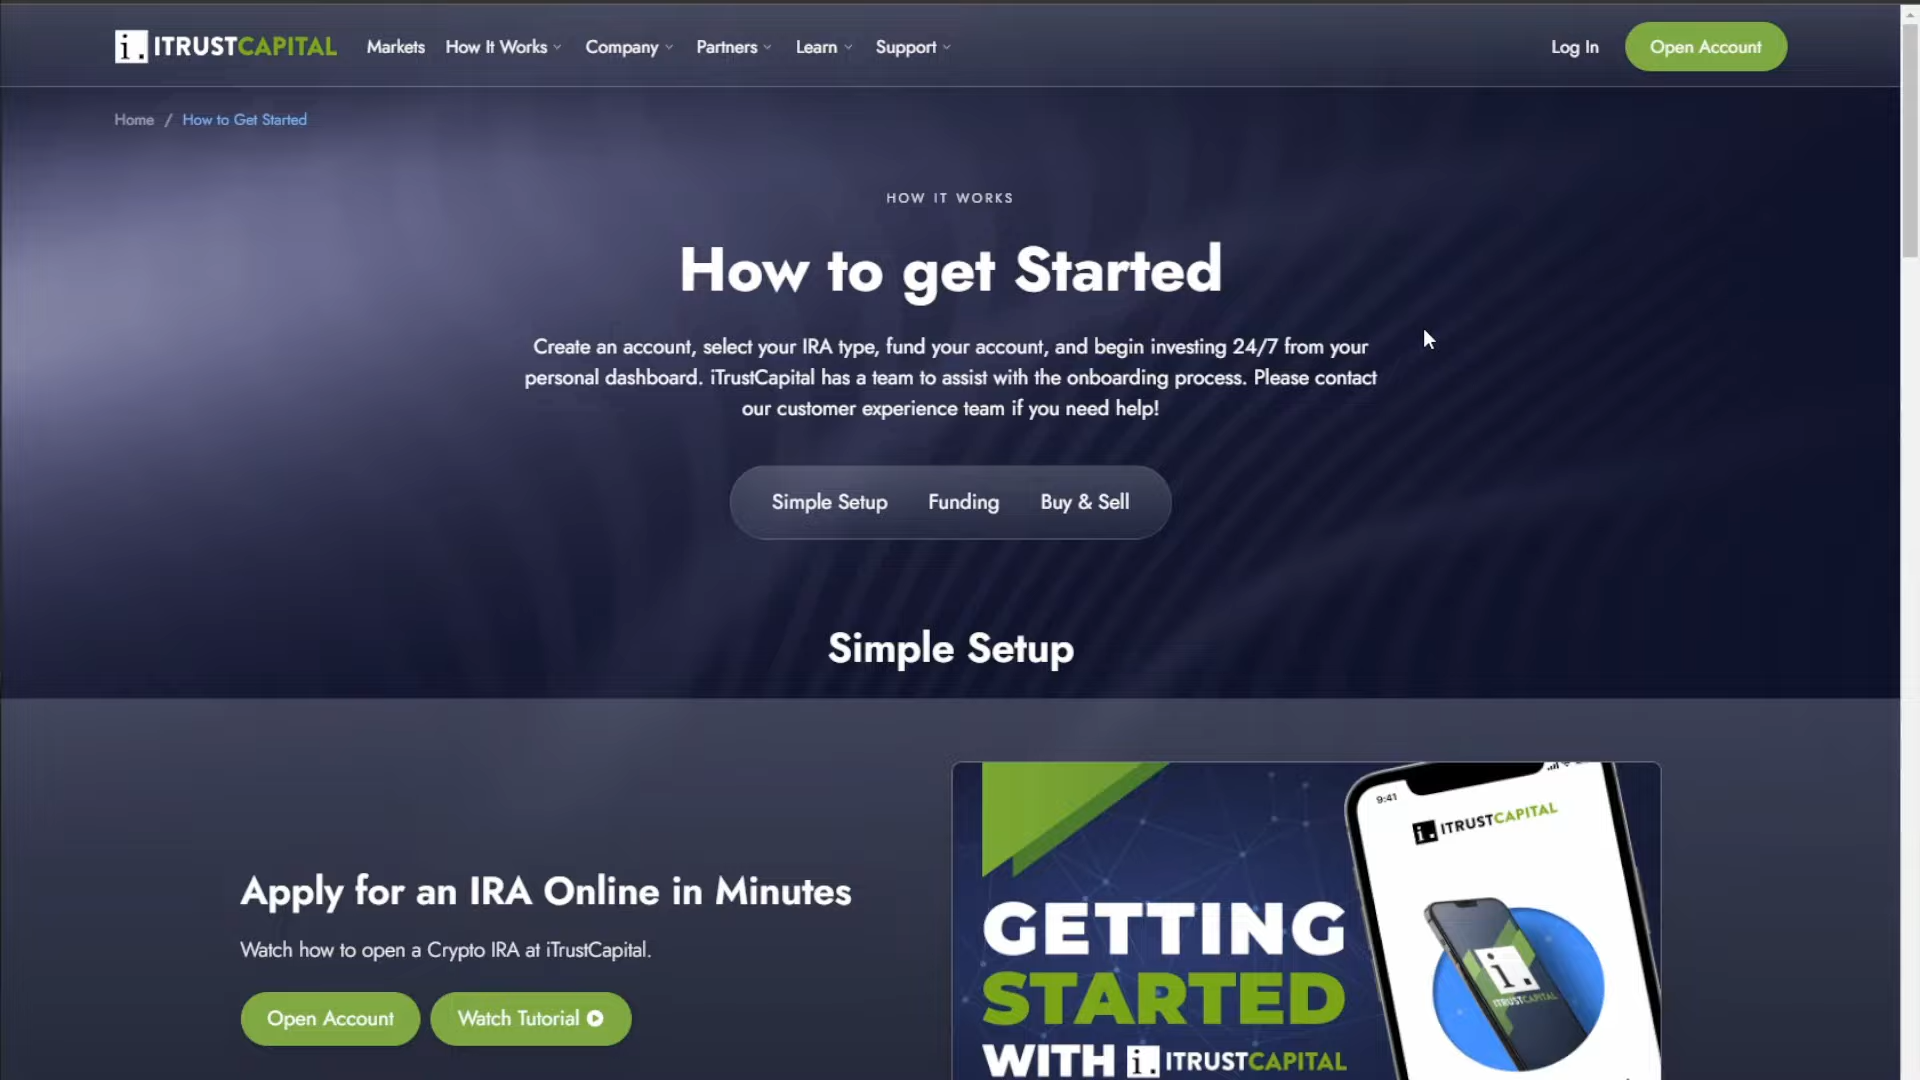 i. ITRUSTCAPITAL Markets How It Works Company Partners Learn Support Log In Open Account
Home / How to Get Started
HOW IT WORKS
How to get Started
Create an account, select your IRA type, fund your account, and begin investing 24/7 from your
personal dashboard. iTrustCapital has a team to assist with the onboarding process. Please contact
our customer experience team if you need help!
Simple Setup Funding Buy & Sell
Simple Setup
Apply for an IRA Online in Minutes
Watch how to open a Crypto IRA at iTrustCapital.
Open Account Watch Tutorial
9:41
i. ITRUSTCAPITAL
GETTING
STARTED
WITH i. ITRUSTCAPITAL
i.
ITRUSTCAPITAL